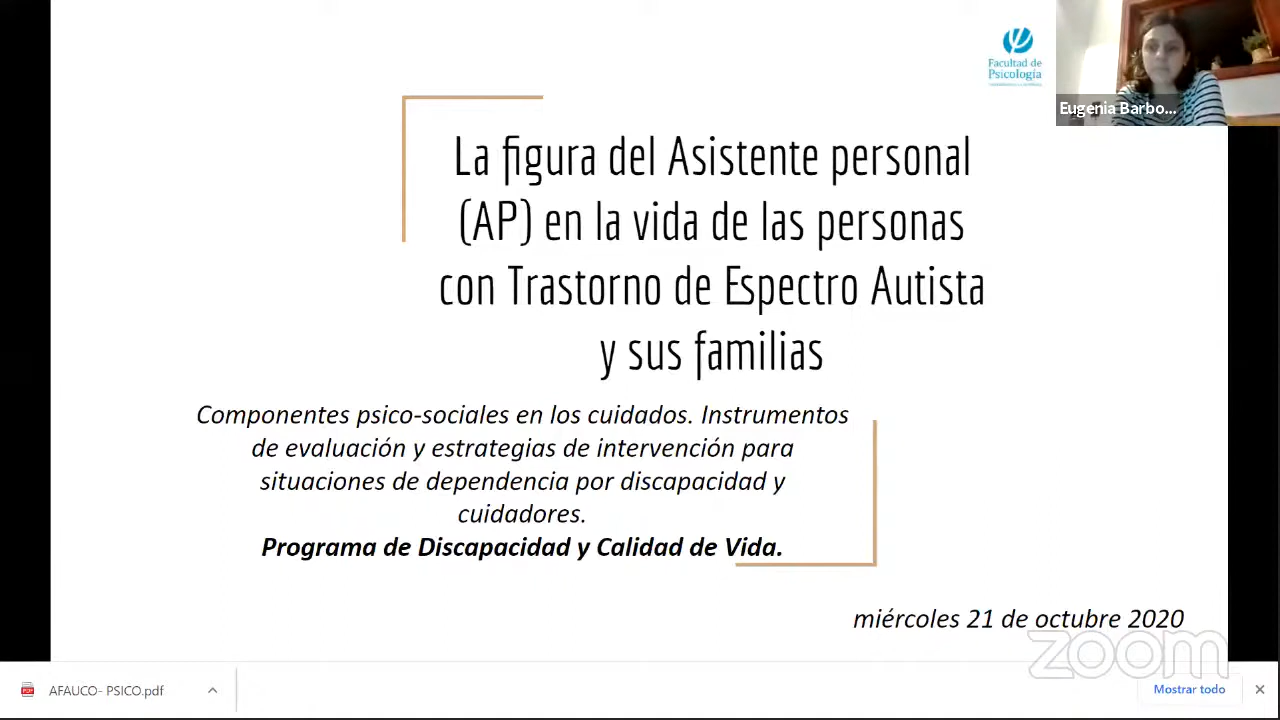 Facultad de
Psicología
Eugenia Barbo...
La figura del Asistente personal
(AP) en la vida de las personas
con Trastorno de Espectro Autista
y sus familias
Componentes psico-sociales en los cuidados. Instrumentos
de evaluación y estrategias de intervención para
situaciones de dependencia por discapacidad y
cuidadores.
Programa de Discapacidad y Calidad de Vida.
miércoles 21 de octubre 2020
zoom
AFAUCO- PSICO.pdf
Mostrar todo